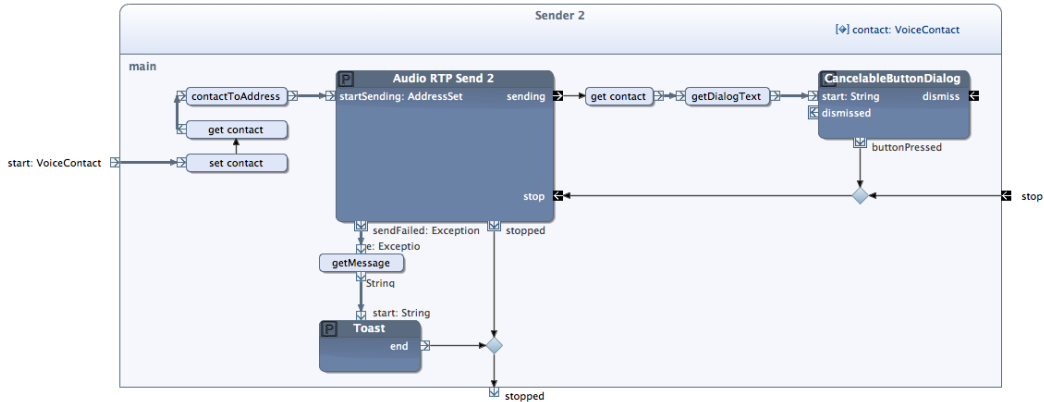 Sender 2
contact: VoiceContact
main
P
Audio RTP Send 2
CancelableButtonDialog
contactToAddress
startSending: AddressSet
sending
get contact
getDialogText
start: String
dismiss
dismissed
get contact
buttonPressed
start: VoiceContact
set contact
stop
stop
sendFailed: Exception
stopped
e: Exceptio
getMessage
String
start: String
P
Toast
end
stopped